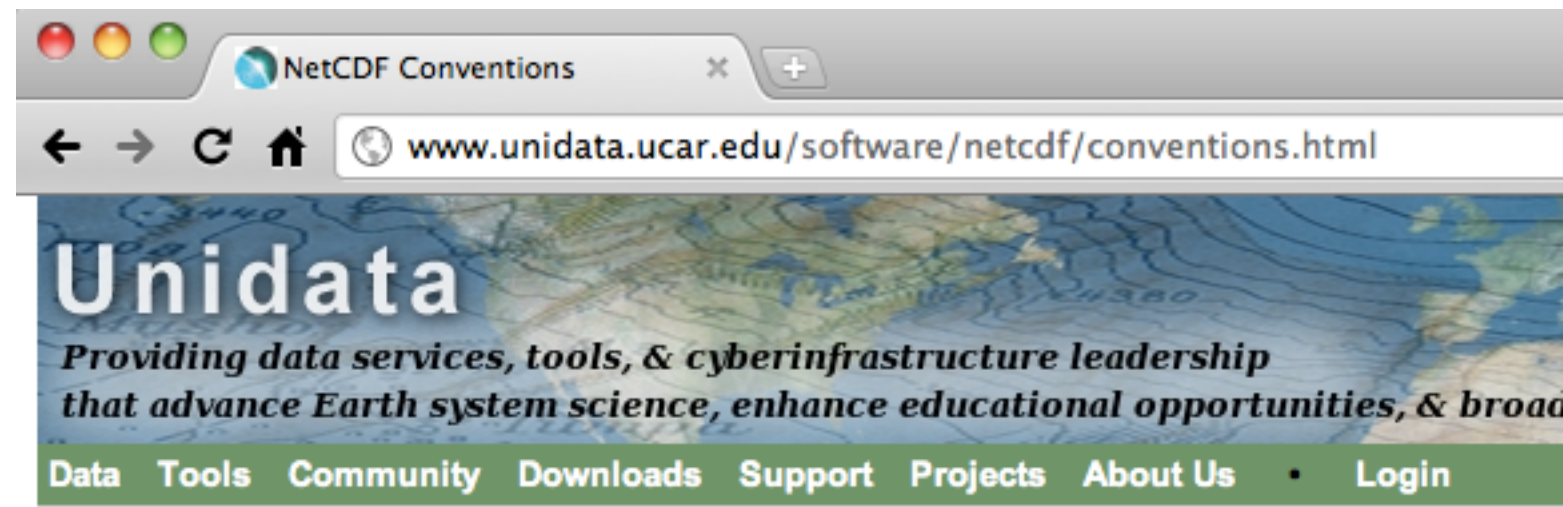 NetCDF Conventions
www.unidata.ucar.edu/software/netcdf/conventions.html
Unidata
Providing data services, tools, & cyberinfrastructure leadership
that advance Earth system science, enhance educational opportunities, & broad
Data Tools Community Downloads Support Projects About Us • Login